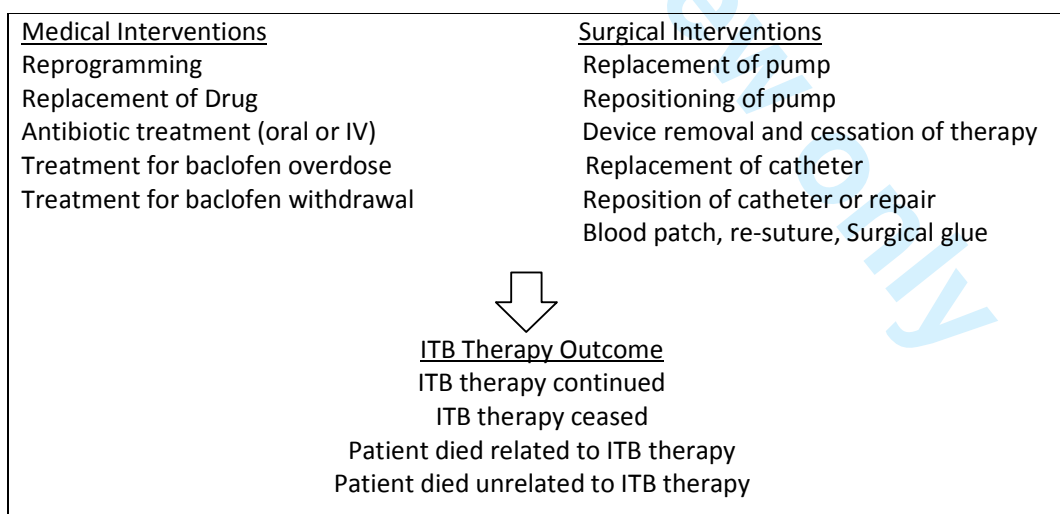 Medical Interventions
Reprogramming
Replacement of Drug
Antibiotic treatment (oral or IV)
Treatment for baclofen overdose
Treatment for baclofen withdrawal
Surgical Interventions
Replacement of pump
Repositioning of pump
Device removal and cessation of therapy
Replacement of catheter
Reposition of catheter or repair
Blood patch, re-suture, Surgical glue
ITB Therapy Outcome
ITB therapy continued
ITB therapy ceased
Patient died related to ITB therapy
Patient died unrelated to ITB therapy
only